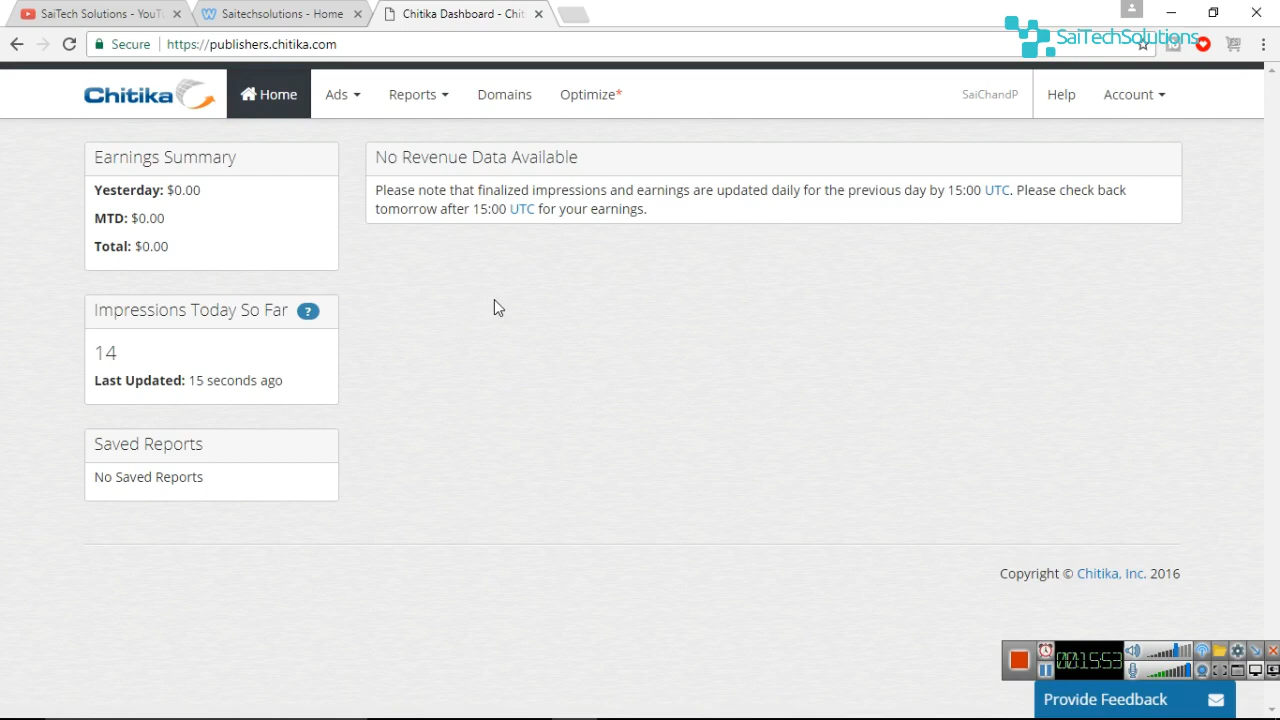 SaiTech Solutions - YouT
Saitechsolutions - Home
Chitika Dashboard - Chit
Secure
https://publishers.chitika.com
SaiTechSolutions
Chitika
Home
Ads
Reports
Domains
Optimize*
SaiChandP
Help
Account
Earnings Summary
Yesterday: $0.00
MTD: $0.00
Total: $0.00
No Revenue Data Available
Please note that finalized impressions and earnings are updated daily for the previous day by 15:00 UTC. Please check back
tomorrow after 15:00 UTC for your earnings.
Impressions Today So Far ?
14
Last Updated: 15 seconds ago
Saved Reports
No Saved Reports
Copyright © Chitika, Inc. 2016
00:15:53
Provide Feedback